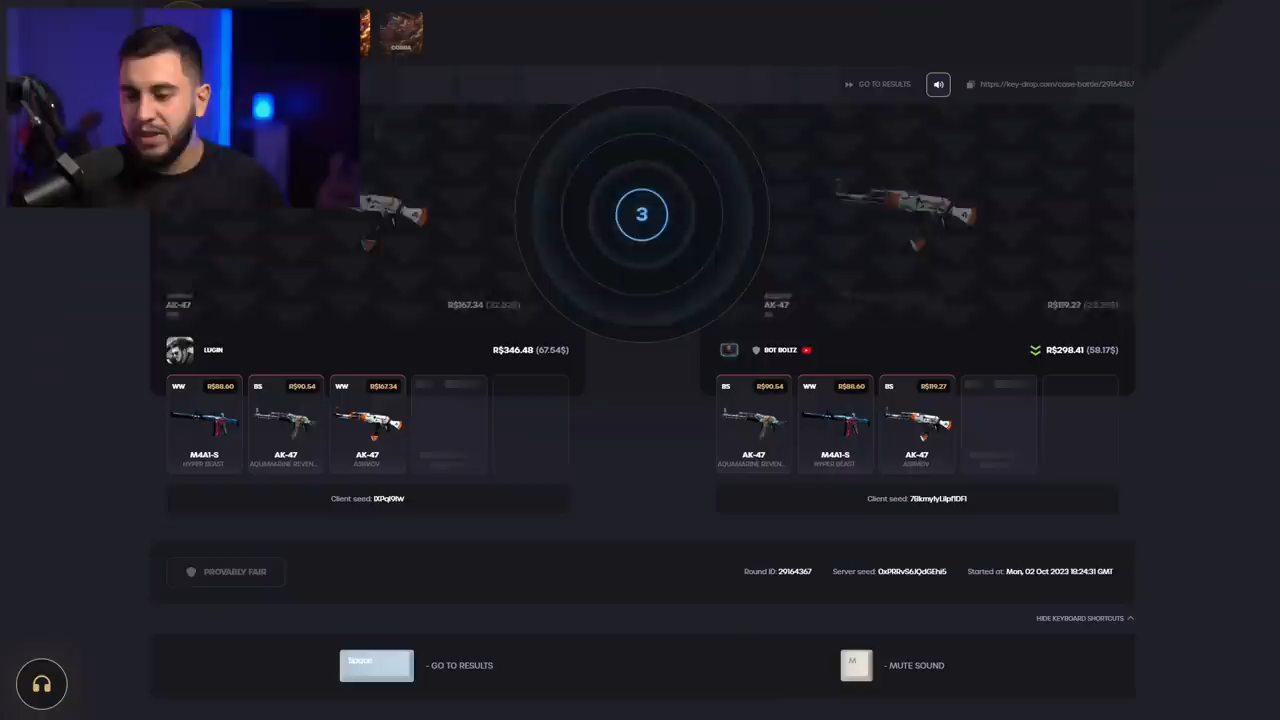 COBRA
GO TO RESULTS
https://key-drop.com/case-battle/29164367
3
AK-47
R$167.34
AK-47
R$119.27
LUGIN
R$346.48 (67.54$)
BOT BOLTZ
R$298.41 (58.17$)
WW R$88.60
BS R$90.54
WW R$167.34
BS R$90.54
WW R$88.60
BS R$119.27
M4A1-S
AK-47
AK-47
AK-47
M4A1-S
AK-47
HYPER BEAST
AQUAMARINE REVEN...
ASIIMOV
AQUAMARINE REVEN...
HYPER BEAST
ASIIMOV
Client seed:
Client seed:
PROVABLY FAIR
Round ID: 29164367
Server seed:
Started at: Mon, 02 Oct 2023 18:24:31 GMT
HIDE KEYBOARD SHORTCUTS
Space
- GO TO RESULTS
M
- MUTE SOUND